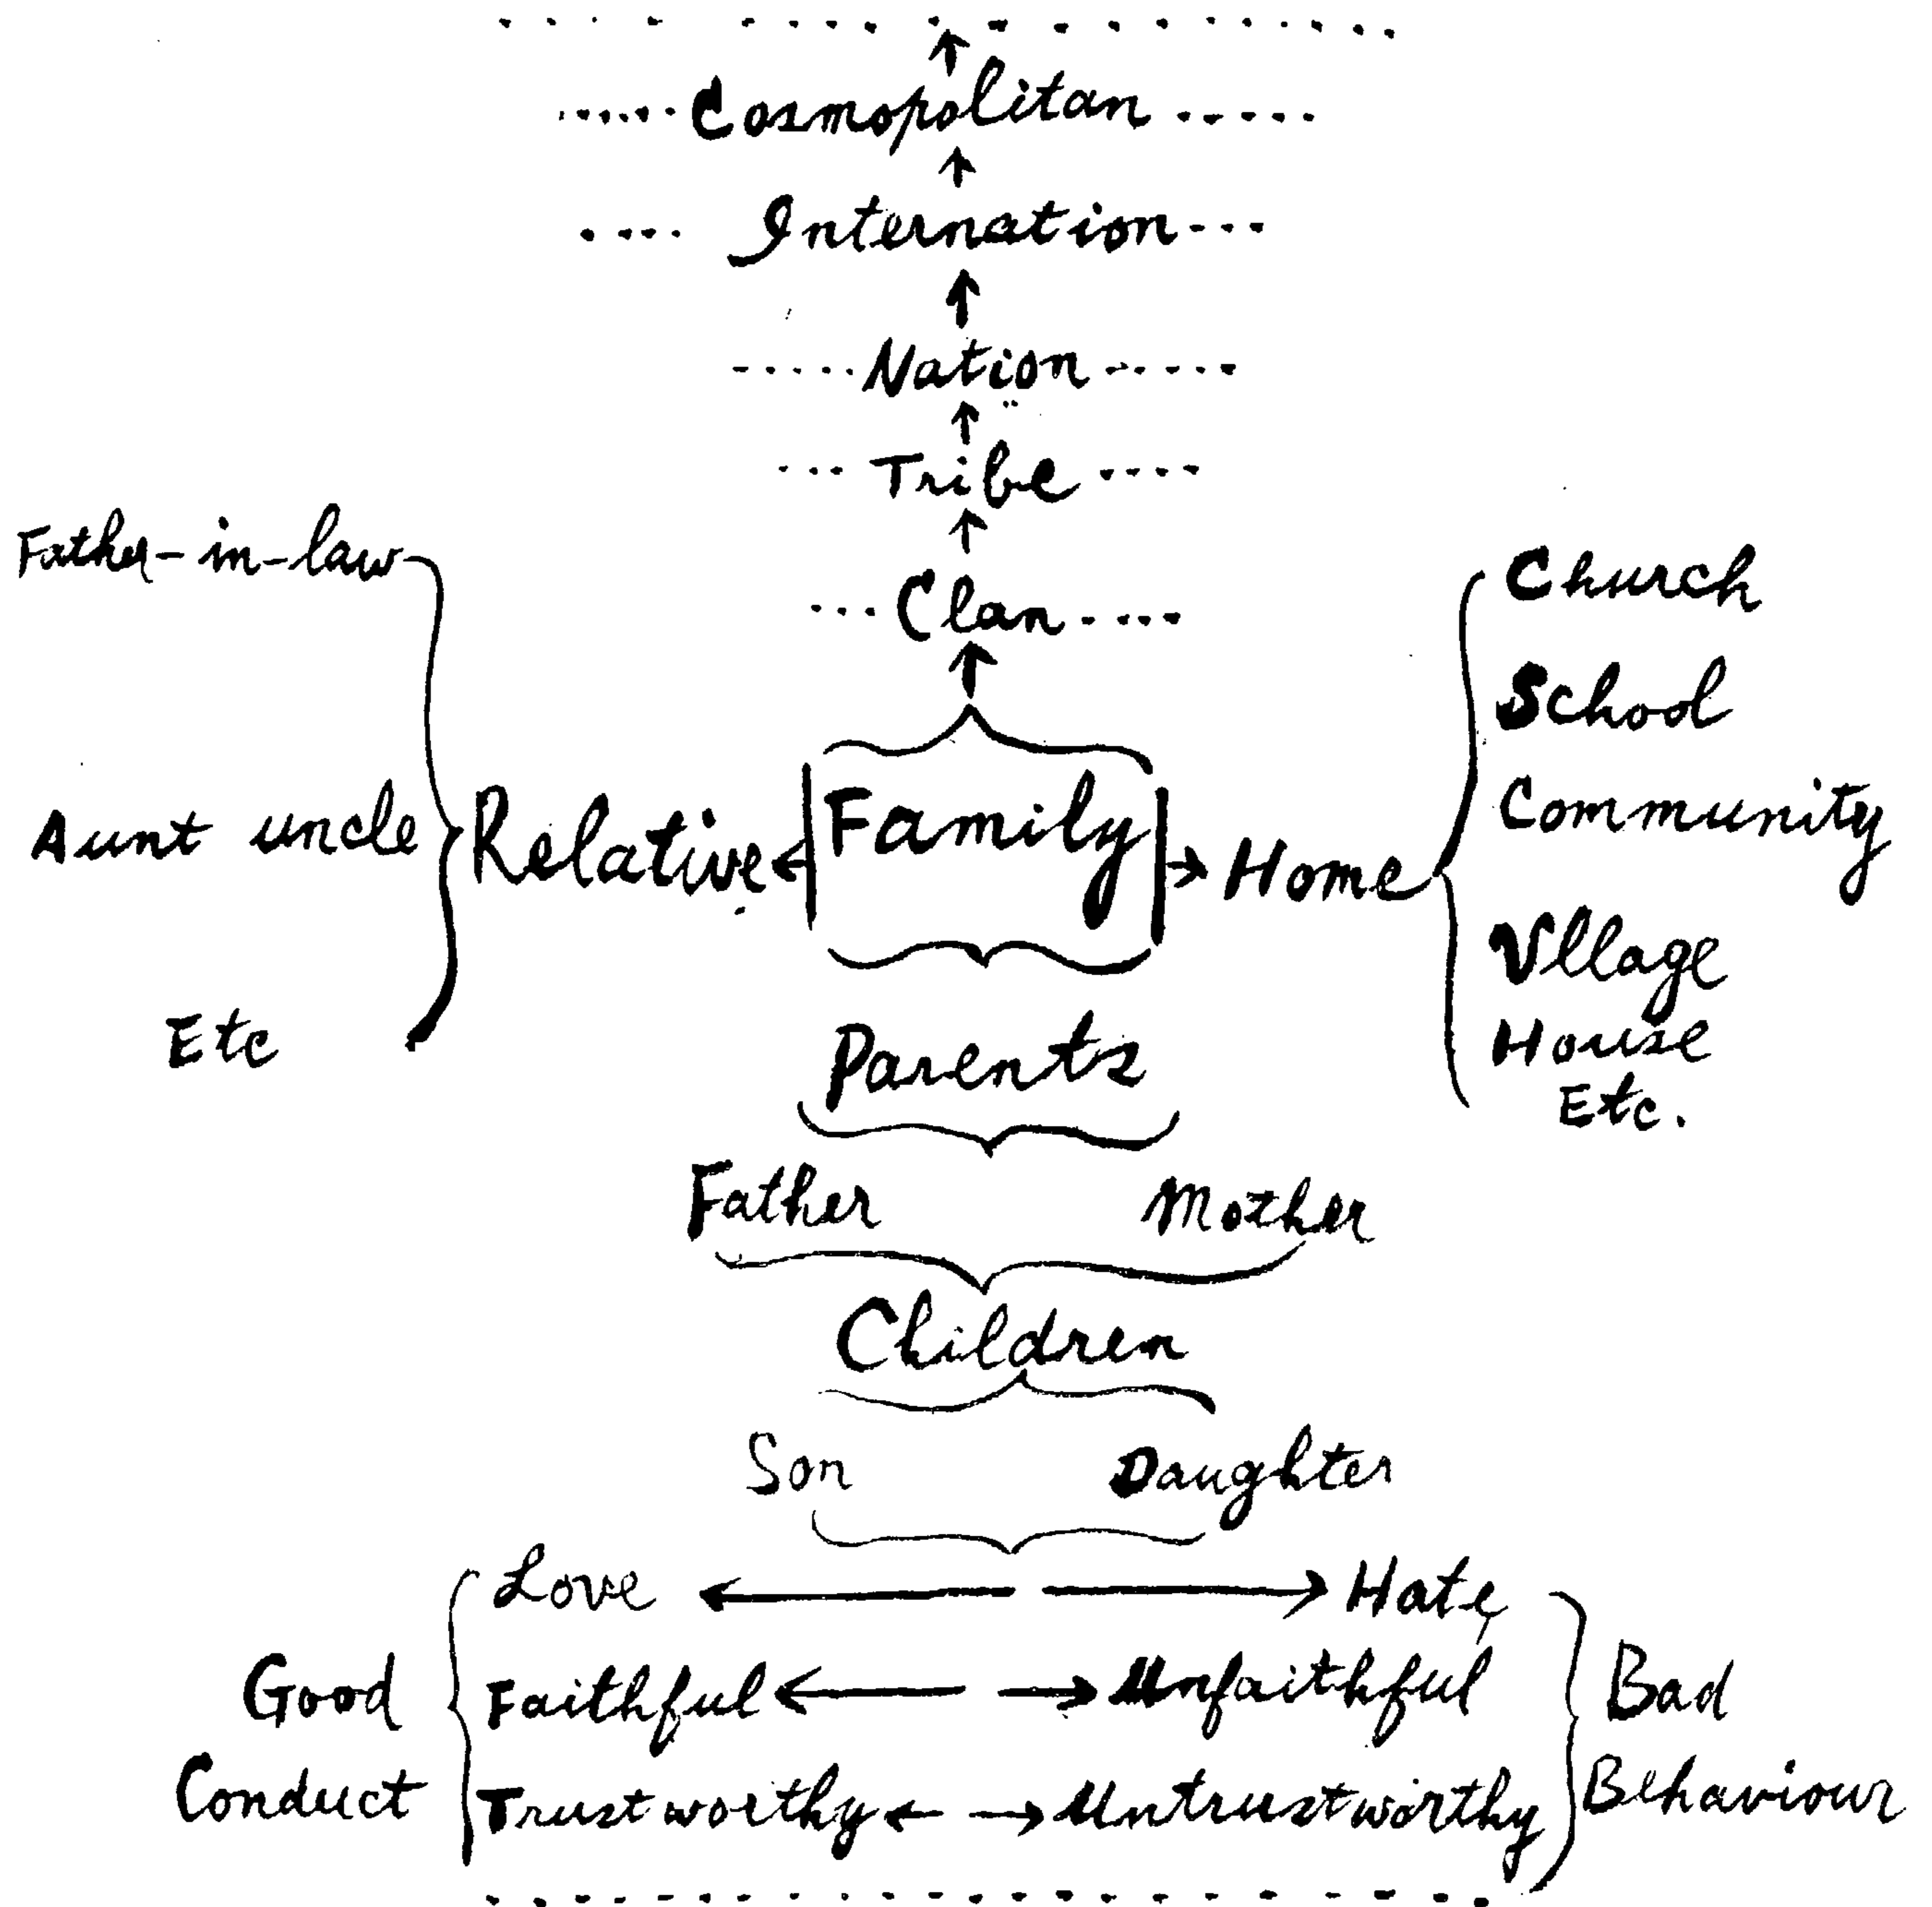 . . . . . . . . . . . . . . .
..... Cosmopolitan .....
.... Internation ...
..... Nation .....
... Tribe ....
Father-in-law
... Clan ....
Church
School
Community
Aunt uncle Relative Family Home
Vllage
Etc Parents House
Etc.
Father Mother
Children
Son Daughter
Love Hate
Good Faithful Unfaithful Bad
Conduct Trustworthy Untrustworthy Behaviour
. . . . . . . . . . . . . . . . . .